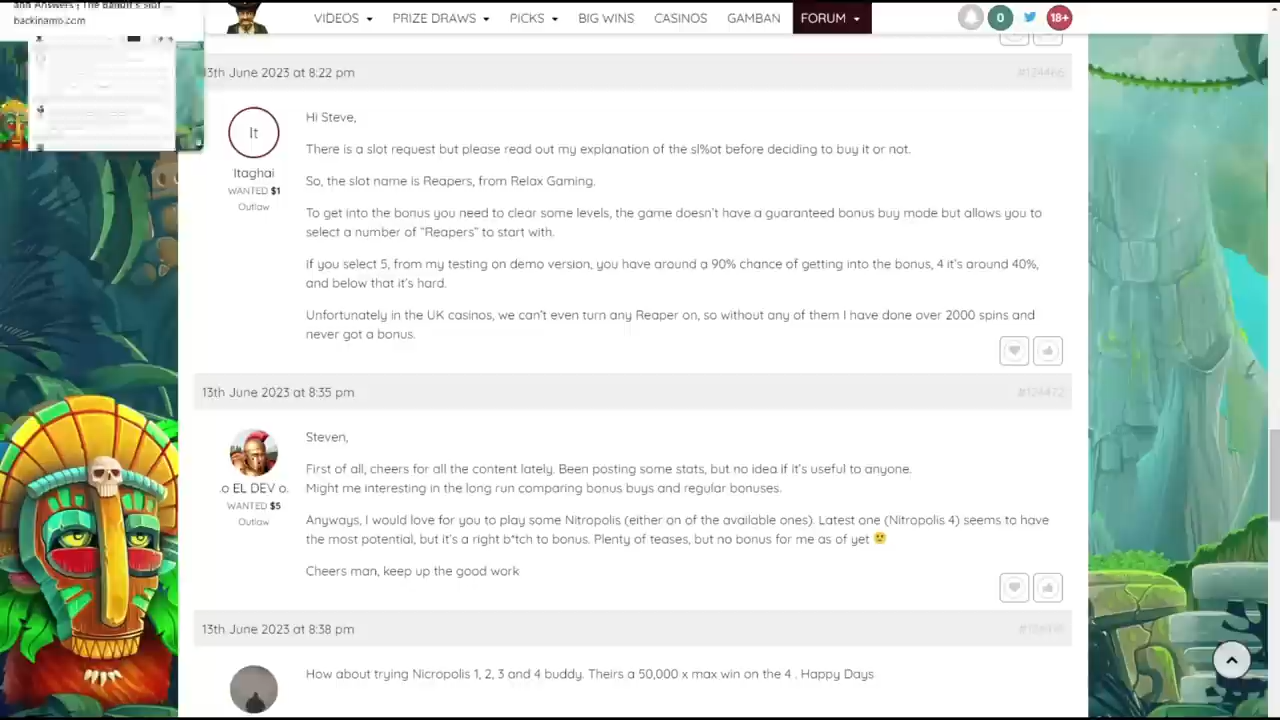 and Answers | The Bandit's slot ...
backinamo.com
VIDEOS PRIZE DRAWS PICKS BIG WINS CASINOS GAMBAN FORUM 0 18+
13th June 2023 at 8:22 pm #124466
It
Itaghai
WANTED $1
Outlaw
Hi Steve,
There is a slot request but please read out my explanation of the sl%ot before deciding to buy it or not.
So, the slot name is Reapers, from Relax Gaming.
To get into the bonus you need to clear some levels, the game doesn't have a guaranteed bonus buy mode but allows you to
select a number of "Reapers" to start with.
If you select 5, from my testing on demo version, you have around a 90% chance of getting into the bonus, 4 it's around 40%,
and below that it's hard.
Unfortunately in the UK casinos, we can't even turn any Reaper on, so without any of them I have done over 2000 spins and
never got a bonus.
13th June 2023 at 8:35 pm #124472
.o EL DEV o.
WANTED $5
Outlaw
Steven,
First of all, cheers for all the content lately. Been posting some stats, but no idea if it's useful to anyone.
Might me interesting in the long run comparing bonus buys and regular bonuses.
Anyways, I would love for you to play some Nitropolis (either on of the available ones). Latest one (Nitropolis 4) seems to have
the most potential, but it's a right b*tch to bonus. Plenty of teases, but no bonus for me as of yet
Cheers man, keep up the good work
13th June 2023 at 8:38 pm
How about trying Nicropolis 1, 2, 3 and 4 buddy. Theirs a 50,000 x max win on the 4 . Happy Days